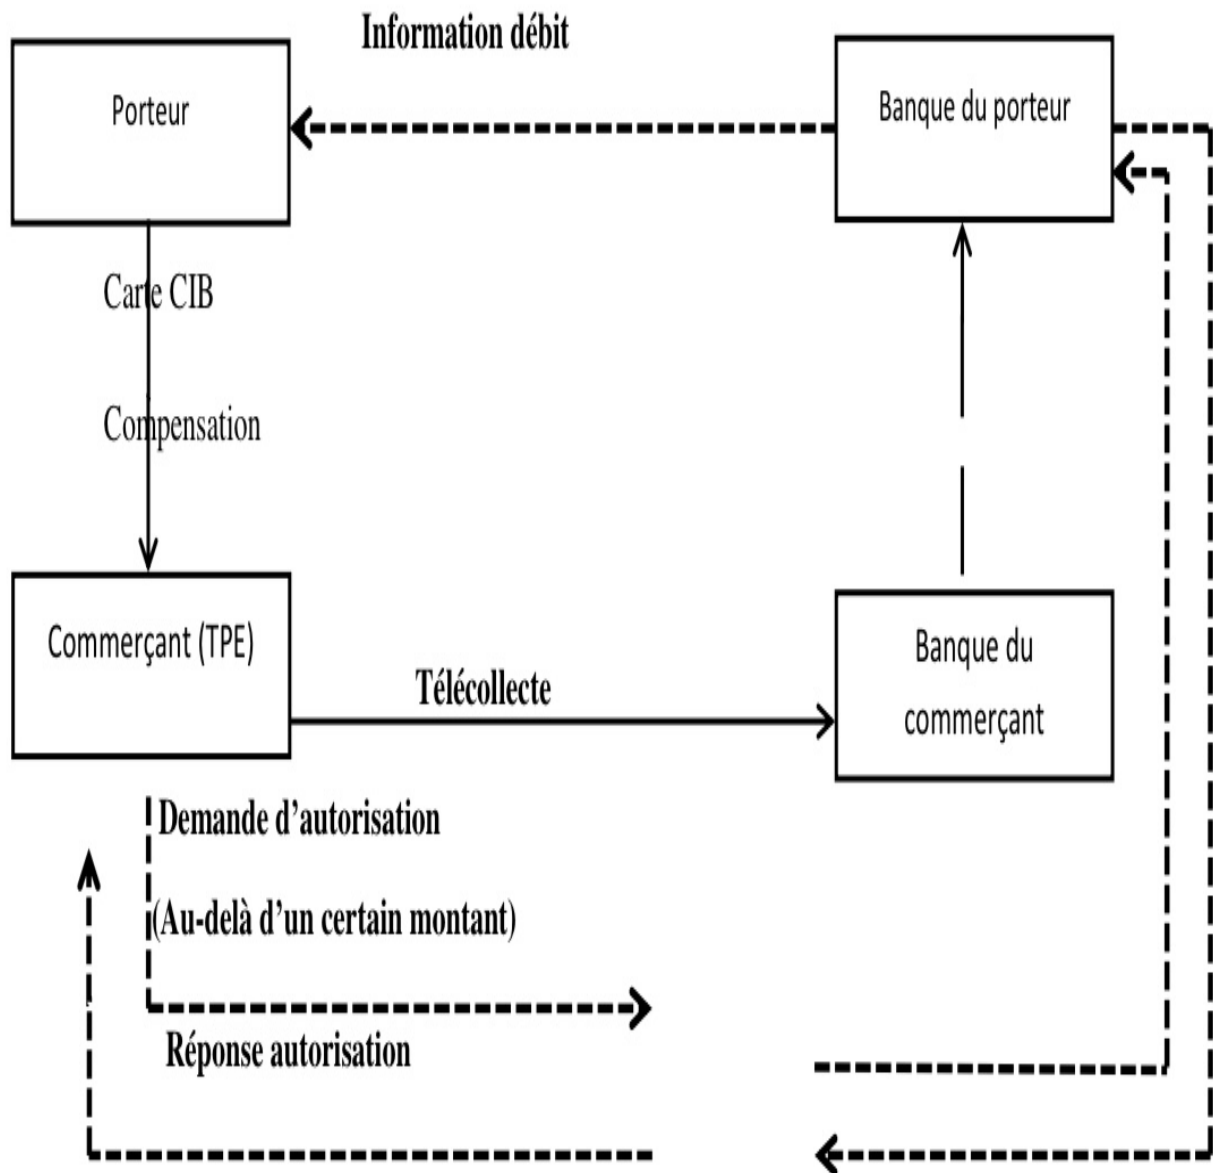 Information débit
Porteur
Banque du porteur
Carte CIB
Compensation
Commerçant (TPE)
Télécollecte
Banque du
commerçant
Demande d’autorisation
(Au-delà d’un certain montant)
Réponse autorisation